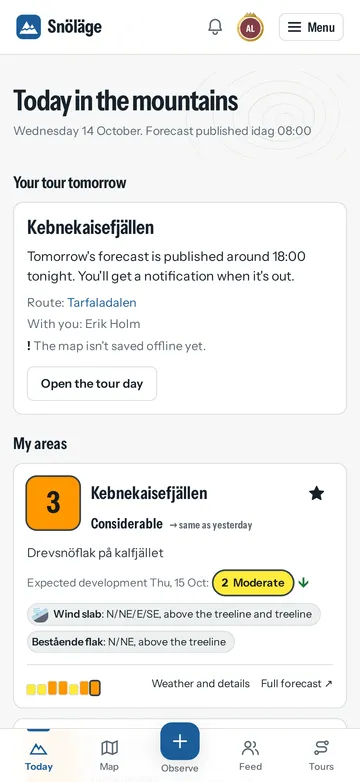 Snöläge
AL
Menu
Today in the mountains
Wednesday 14 October. Forecast published idag 08:00
Your tour tomorrow
Kebnekaisefjällen
Tomorrow's forecast is published around 18:00
tonight. You'll get a notification when it's out.
Route: Tarfaladalen
With you: Erik Holm
! The map isn't saved offline yet.
Open the tour day
My areas
3
Kebnekaisefjällen
Considerable → same as yesterday
Drevsnöflak på kalfjället
Expected development Thu, 15 Oct: 2 Moderate ↓
Wind slab: N/NE/E/SE, above the treeline and treeline
Bestående flak: N/NE, above the treeline
Weather and details Full forecast ↗
Today
Map
Observe
Feed
Tours